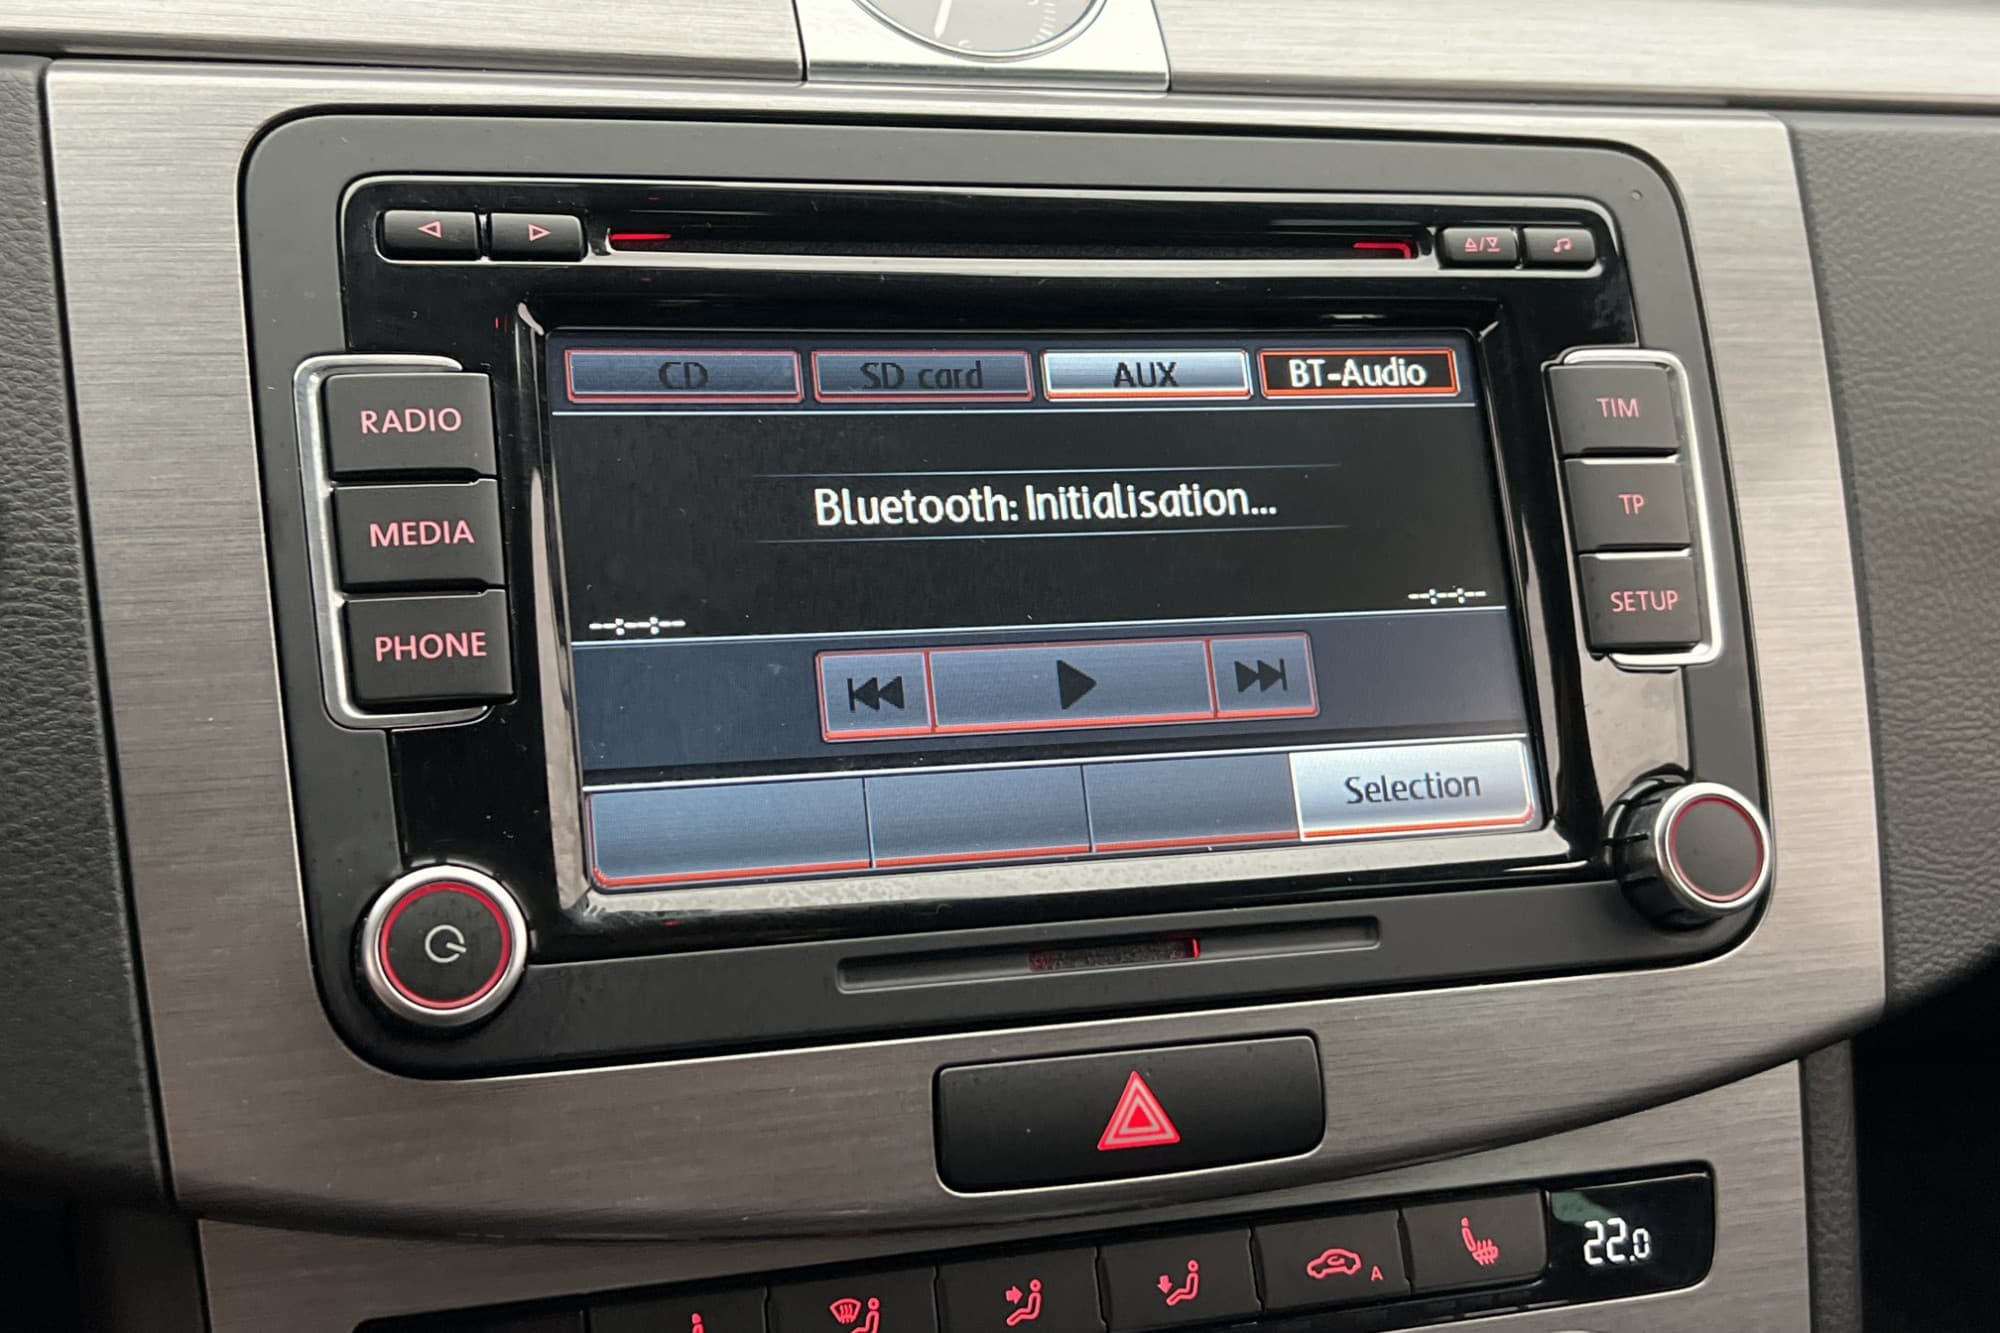 CD SD card AUX BT-Audio
RADIO
MEDIA
PHONE
TIM
TP
SETUP
Bluetooth: Initialisation...
--:--:--
--:--:--
Selection
A
22.0